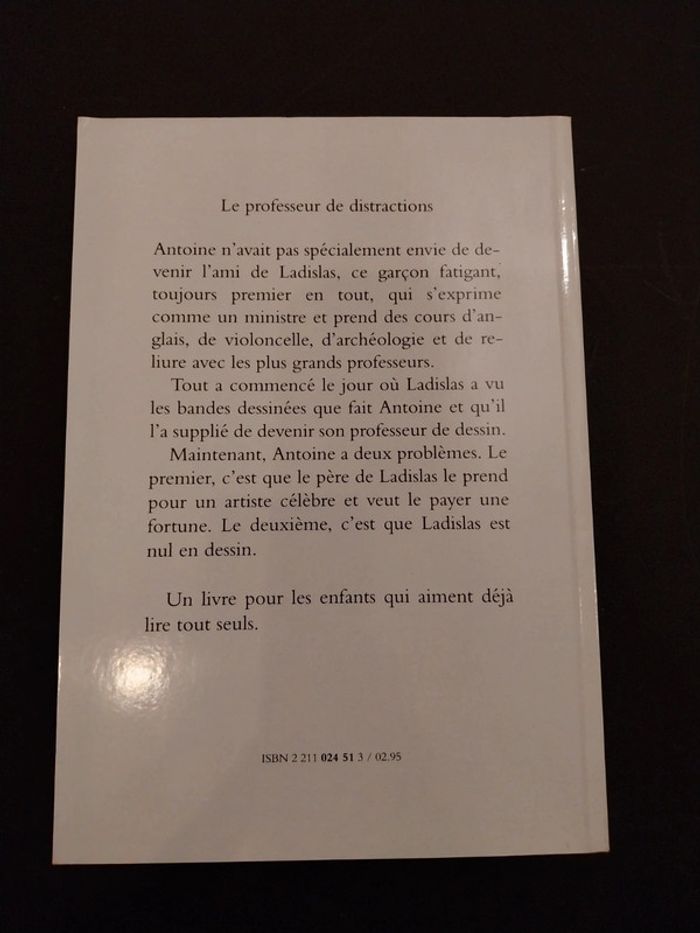 Le professeur de distractions
Antoine n'avait pas spécialement envie de de-
venir l'ami de Ladislas, ce garçon fatigant,
toujours premier en tout, qui s'exprime
comme un ministre et prend des cours d'an-
glais, de violoncelle, d'archéologie et de re-
liure avec les plus grands professeurs.
Tout a commencé le jour où Ladislas a vu
les bandes dessinées que fait Antoine et qu'il
l'a supplié de devenir son professeur de dessin.
Maintenant, Antoine a deux problèmes. Le
premier, c'est que le père de Ladislas le prend
pour un artiste célèbre et veut le payer une
fortune. Le deuxième, c'est que Ladislas est
nul en dessin.
Un livre pour les enfants qui aiment déjà
lire tout seuls.
ISBN 2 211 024 51 3 / 02.95